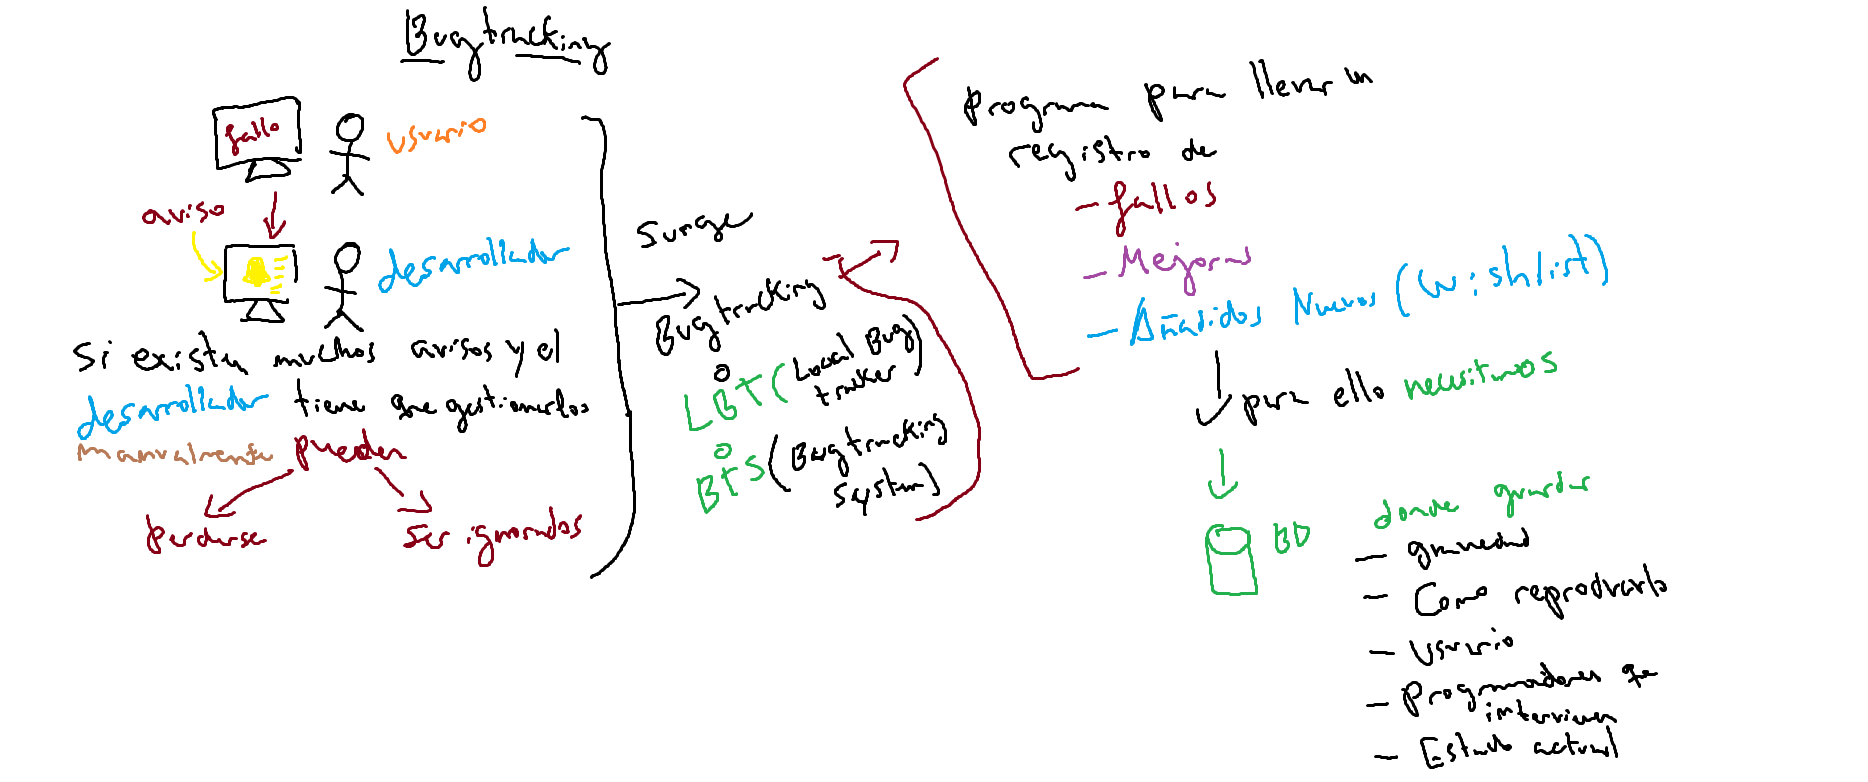 Bugtracking
fallo
usuario
aviso
desarrollador
Si existen muchos avisos y el
desarrollador tiene que gestionarlos
manualmente pueden
Perderse
Ser ignorados
Surge
Bugtracking
o
LBT (Local Bug
tracker)
o
BTS (Bugtracking
System)
Programa para llevar un
registro de
- fallos
- Mejoras
- Añadidos Nuevos (wishlist)
para ello necesitamos
BD
donde guardar
- gravedad
- Como reproducirlo
- Usuario
- Programadores que
intervienen
- Estado actual